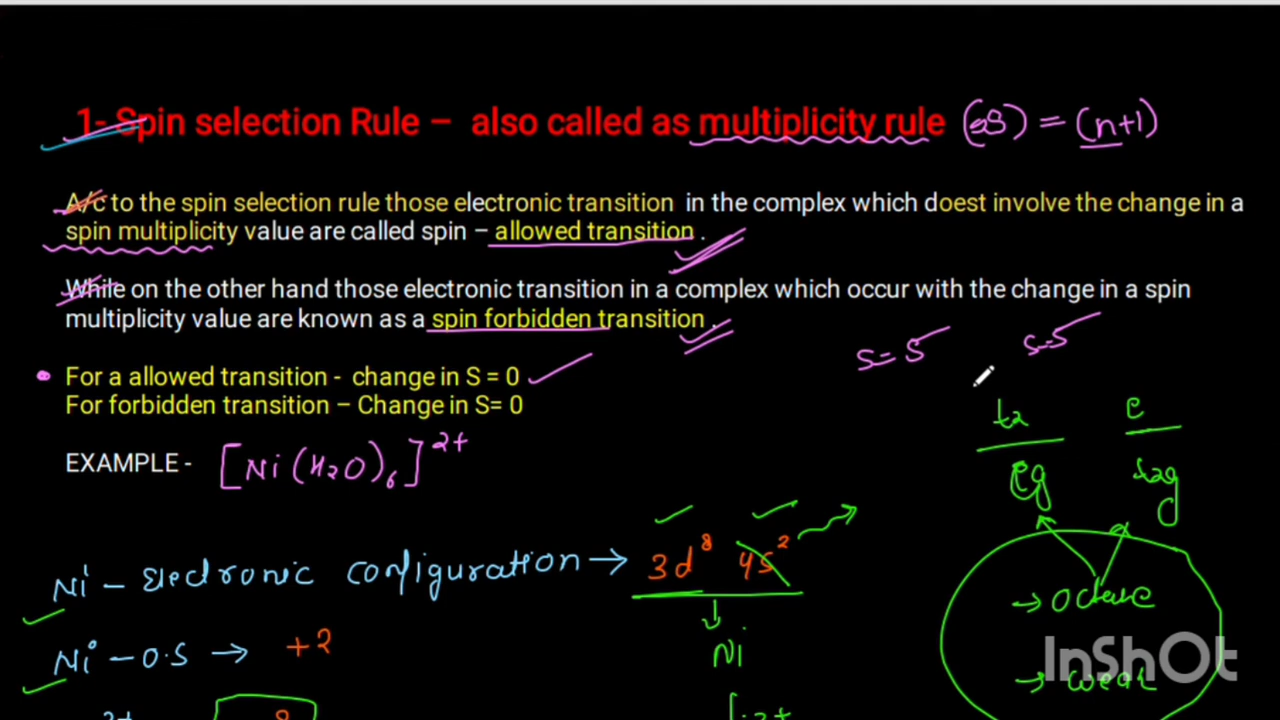 1- Spin selection Rule – also called as multiplicity rule = (n+1)
A/c to the spin selection rule those electronic transition in the complex which doest involve the change in a
spin multiplicity value are called spin – allowed transition .
While on the other hand those electronic transition in a complex which occur with the change in a spin
multiplicity value are known as a spin forbidden transition .
For a allowed transition - change in S = 0
For forbidden transition – Change in S= 0
S= 5
S=5
t2
e
EXAMPLE - [Ni(H2O)6]2+
eg
t2g
Ni – Electronic configuration → 3d8 4s2
→
Ni – O.S → +2
Ni
→ weak
2+
8
2+
InShOt